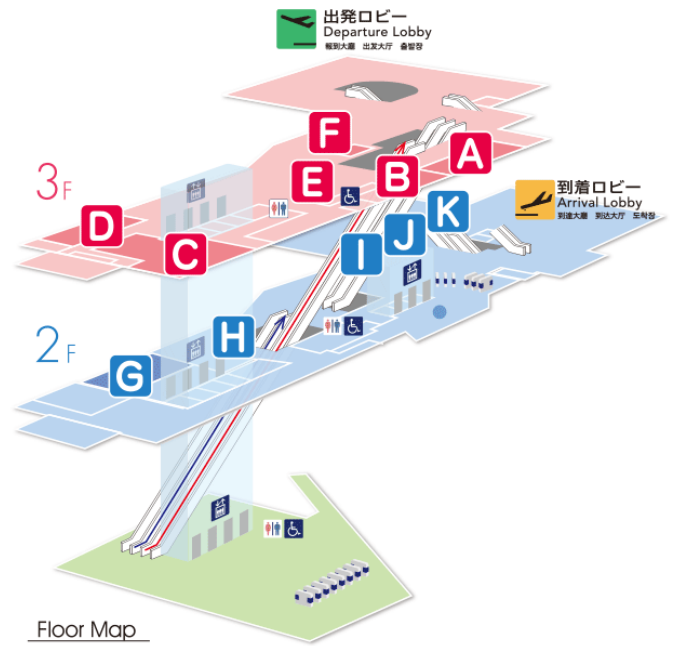 出発ロビー
Departure Lobby
報到大廳 出发大厅 출발장
3F
F
A
B
E
D
C
到着ロビー
Arrival Lobby
到達大廳 到达大厅 도착장
K
J
I
2F
H
G
Floor Map